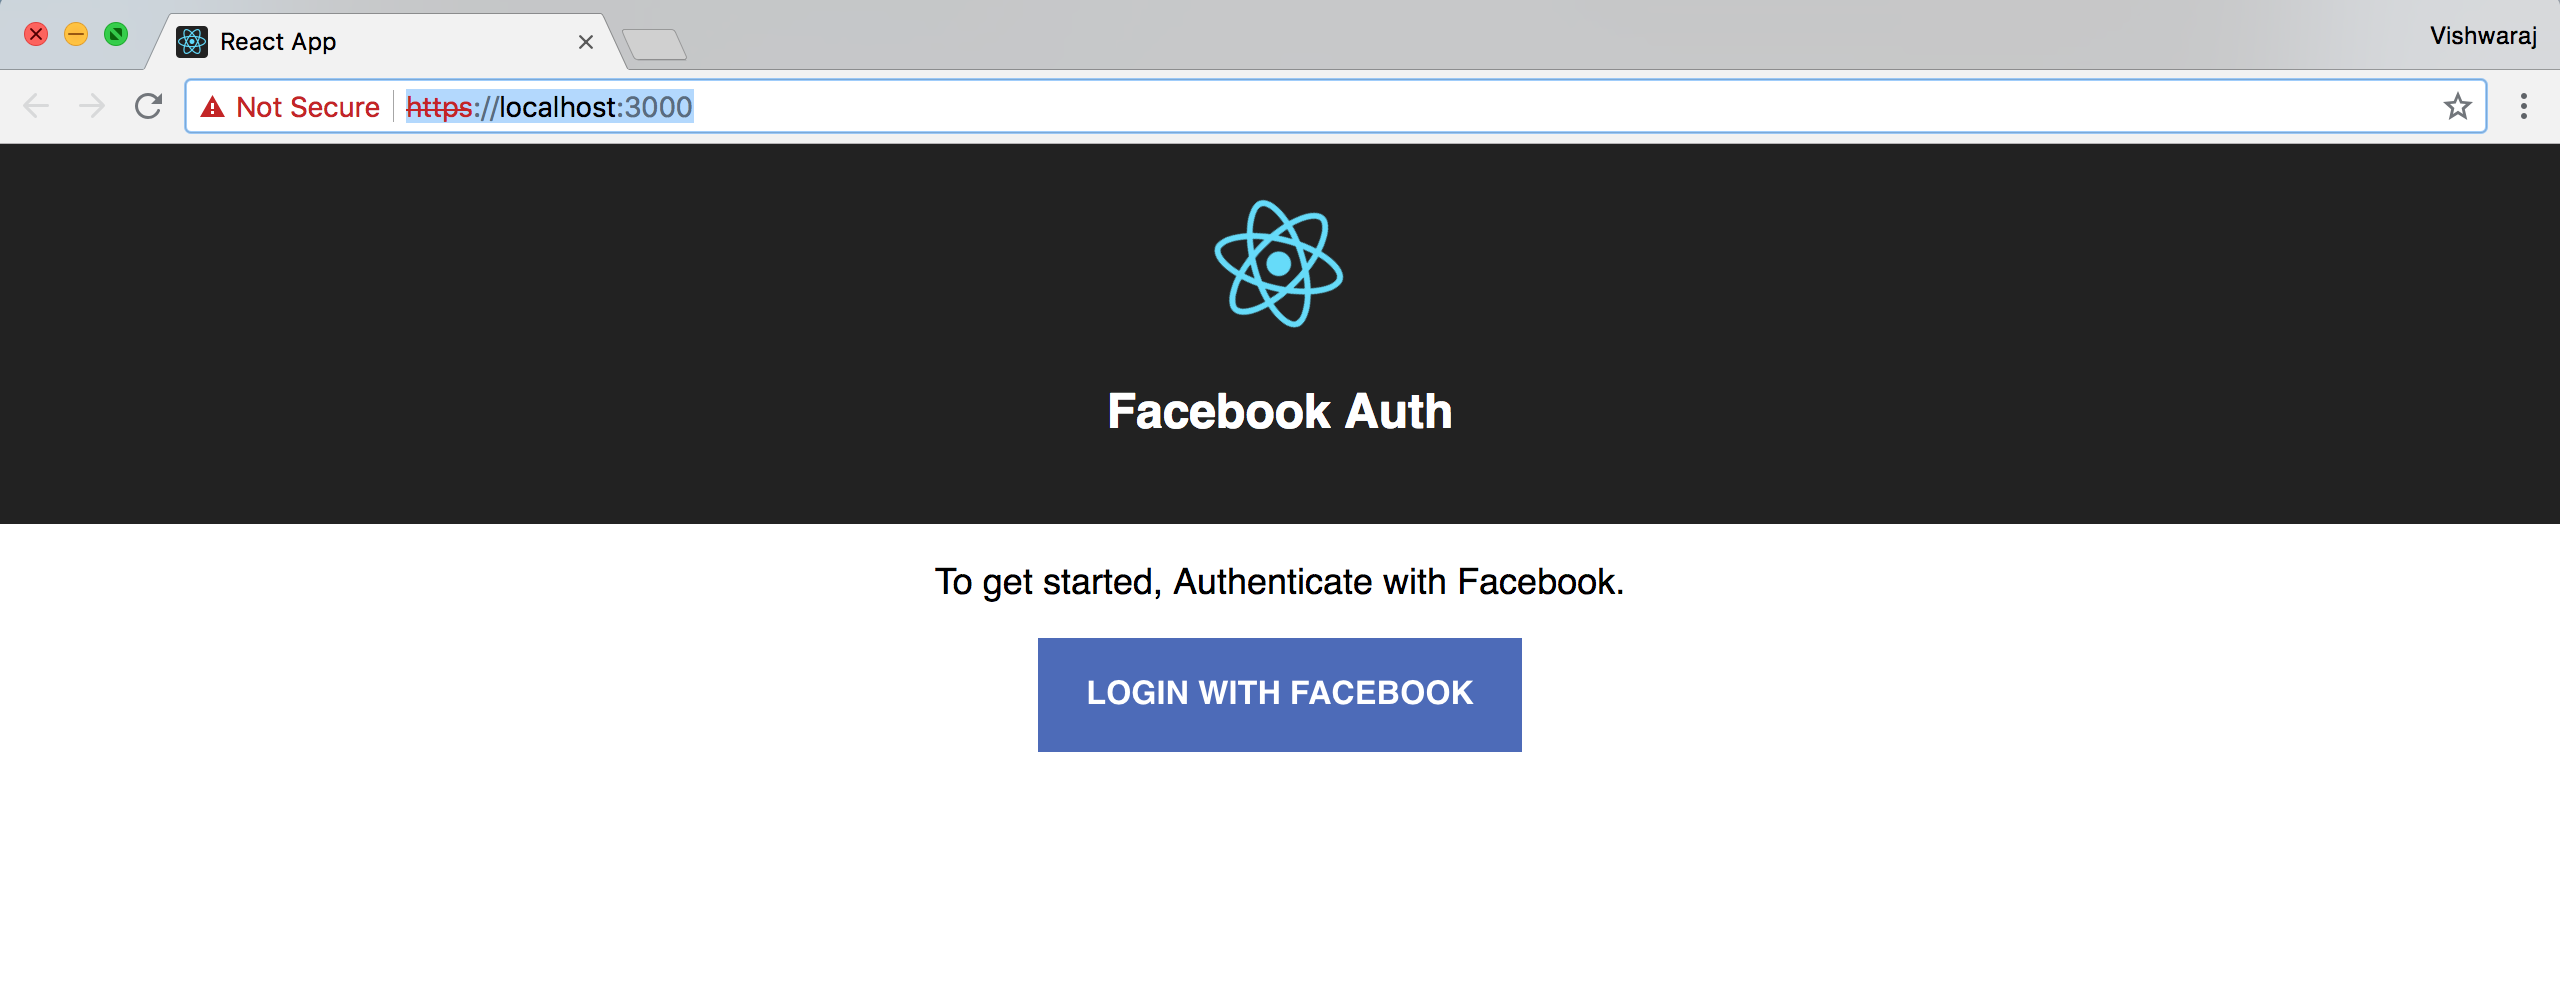 React App
Vishwaraj
Not Secure https://localhost:3000
Facebook Auth
To get started, Authenticate with Facebook.
LOGIN WITH FACEBOOK